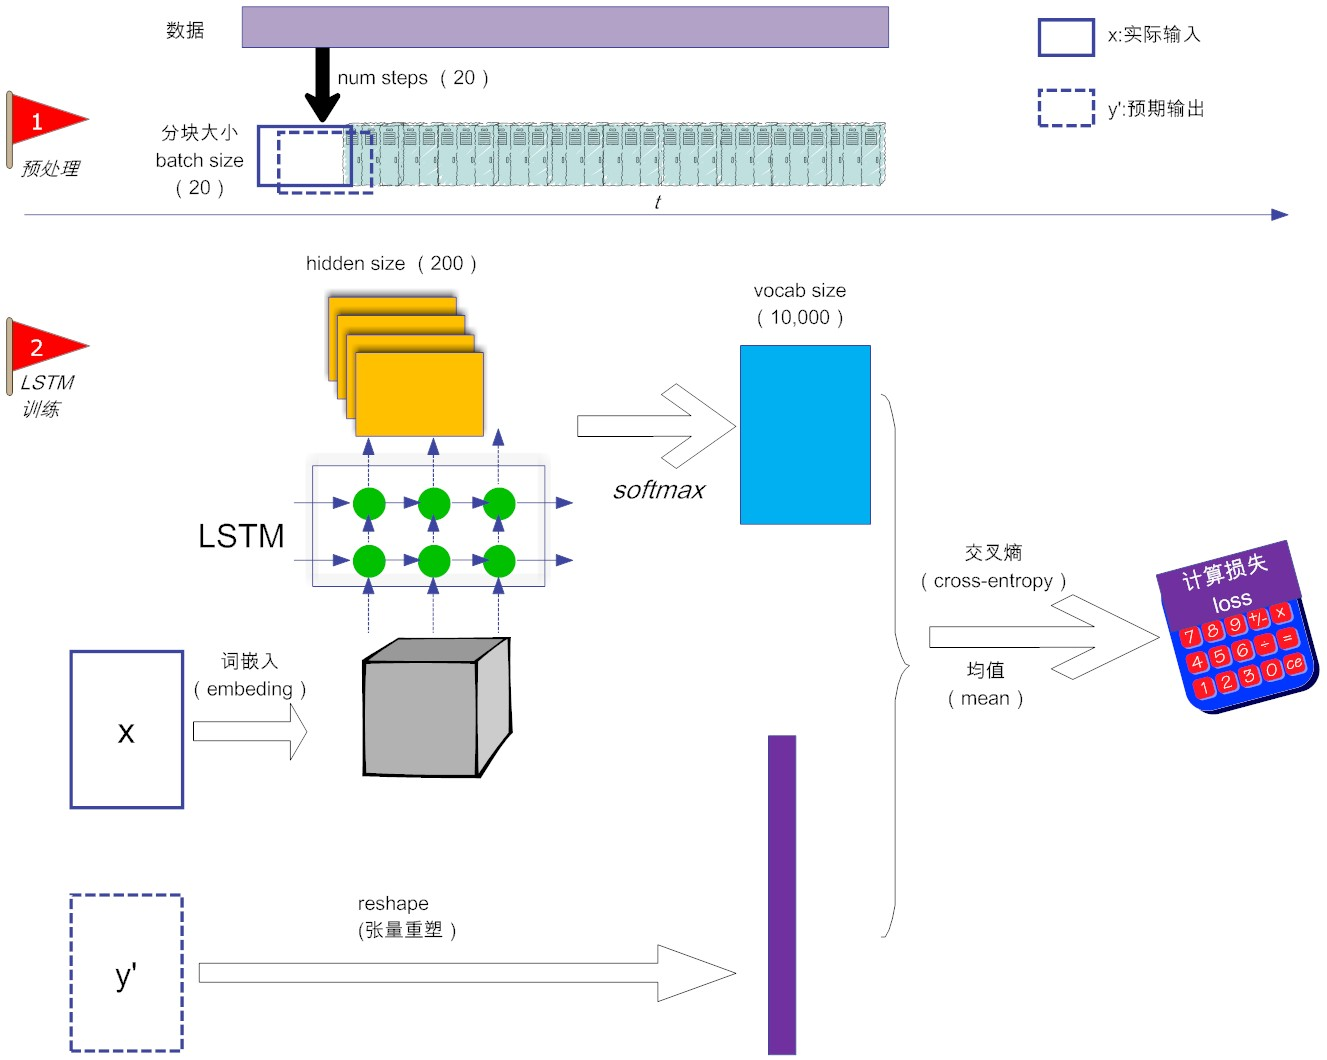 数据
x:实际输入
num steps （20）
y':预期输出
1
预处理
分块大小
batch size
（20）
t
hidden size （200）
vocab size
（10,000）
2
LSTM
训练
softmax
LSTM
交叉熵
（cross-entropy）
计算损失
loss
7 8 9 +/- x
4 5 6 ÷ =
1 2 3 0 ce
均值
（mean）
词嵌入
（embeding）
x
reshape
(张量重塑）
y'